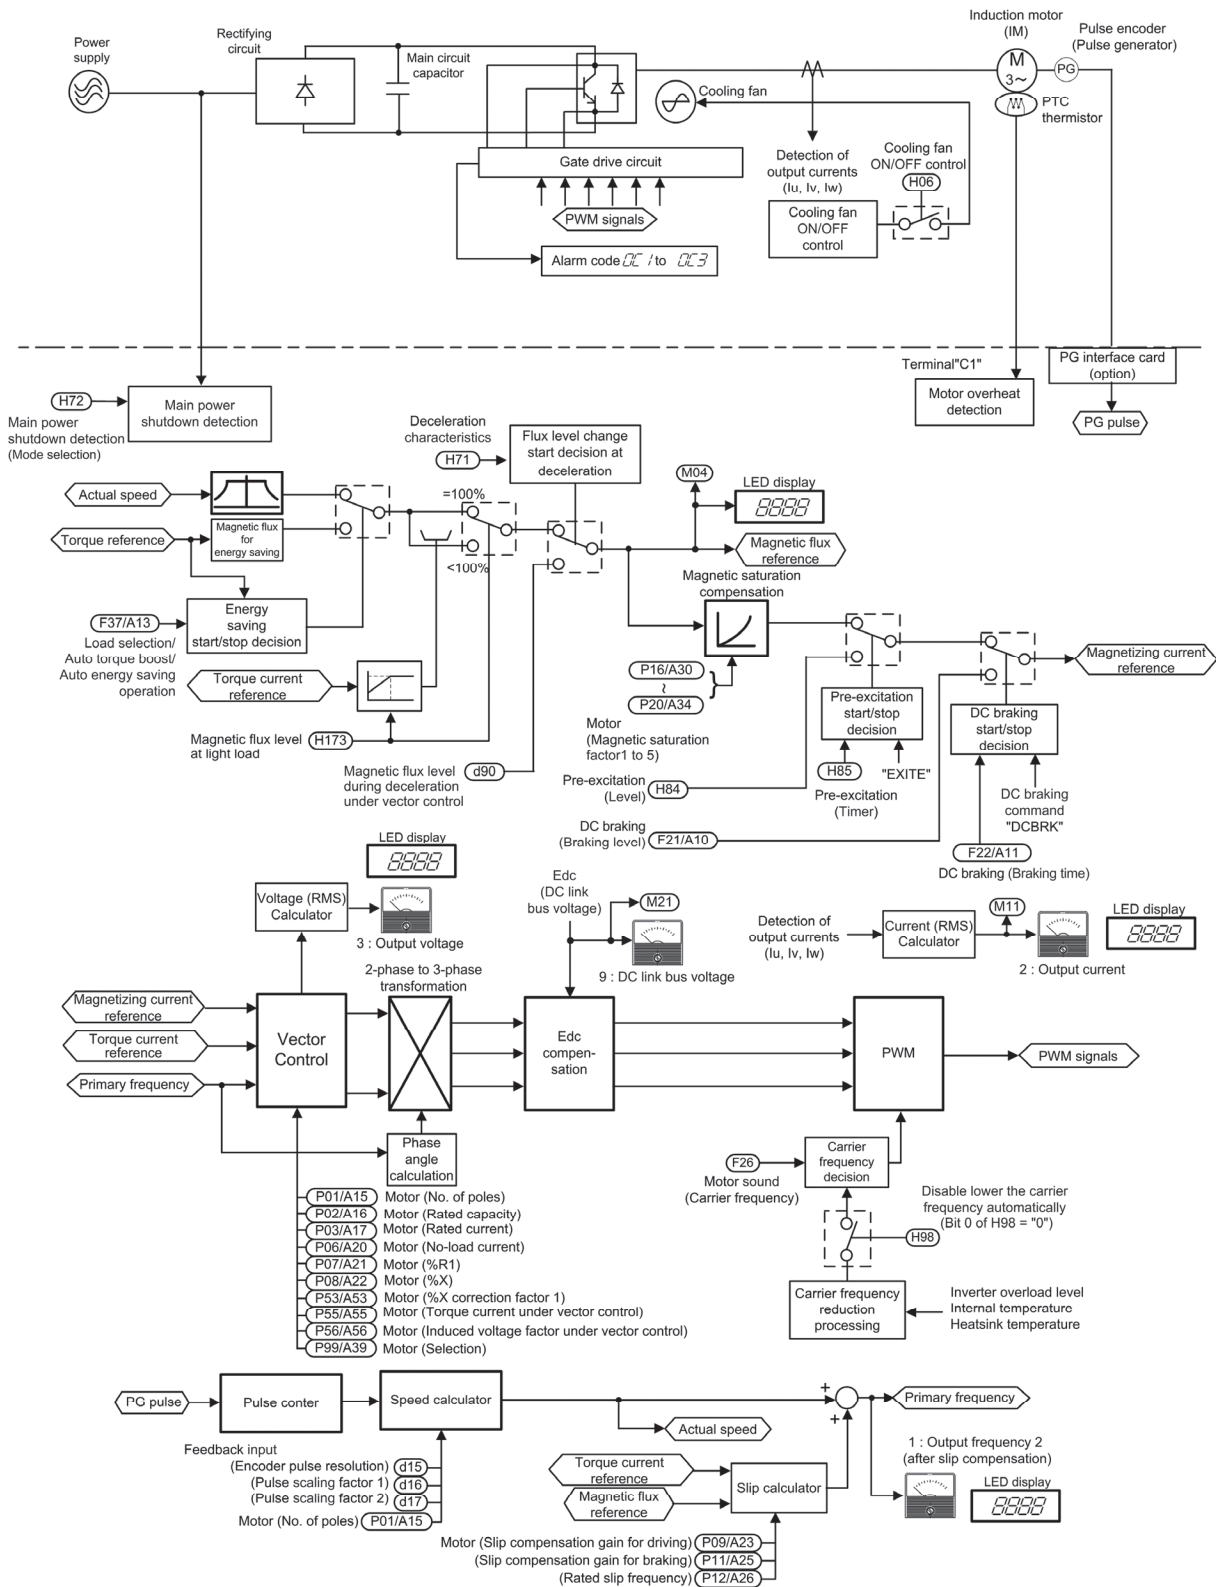 Power
supply
Rectifying
circuit
Main circuit
capacitor
Induction motor
(IM)
Pulse encoder
(Pulse generator)
M
3~
PG
PTC
thermistor
Cooling fan
Gate drive circuit
PWM signals
Alarm code OC1 to OC3
Detection of
output currents
(Iu, Iv, Iw)
Cooling fan
ON/OFF control
H06
Cooling fan
ON/OFF
control
Terminal"C1"
Motor overheat
detection
PG interface card
(option)
PG pulse
H72
Main power
shutdown detection
Main power
shutdown detection
(Mode selection)
Deceleration
characteristics
H71
Flux level change
start decision at
deceleration
M04
LED display
8888
Actual speed
Torque reference
Magnetic flux
for
energy saving
=100%
<100%
Magnetic flux
reference
Magnetic saturation
compensation
F37/A13
Energy
saving
start/stop decision
Load selection/
Auto torque boost/
Auto energy saving
operation
Torque current
reference
Magnetic flux level
at light load
H173
P16/A30
~
P20/A34
}
Motor
(Magnetic saturation
factor1 to 5)
Magnetizing current
reference
Pre-excitation
start/stop
decision
DC braking
start/stop
decision
Magnetic flux level
during deceleration
under vector control
d90
Pre-excitation
(Level)
H84
H85
Pre-excitation
(Timer)
"EXITE"
DC braking
command
"DCBRK"
DC braking
(Braking level)
F21/A10
F22/A11
DC braking (Braking time)
LED display
8888
Voltage (RMS)
Calculator
3 : Output voltage
Edc
(DC link
bus voltage)
M21
9 : DC link bus voltage
Detection of
output currents
(Iu, Iv, Iw)
Current (RMS)
Calculator
M11
2 : Output current
LED display
8888
2-phase to 3-phase
transformation
Magnetizing current
reference
Torque current
reference
Primary frequency
Vector
Control
Edc
compen-
sation
PWM
PWM signals
Phase
angle
calculation
P01/A15 Motor (No. of poles)
P02/A16 Motor (Rated capacity)
P03/A17 Motor (Rated current)
P06/A20 Motor (No-load current)
P07/A21 Motor (%R1)
P08/A22 Motor (%X)
P53/A53 Motor (%X correction factor 1)
P55/A55 Motor (Torque current under vector control)
P56/A56 Motor (Induced voltage factor under vector control)
P99/A39 Motor (Selection)
F26
Motor sound
(Carrier frequency)
Carrier
frequency
decision
Disable lower the carrier
frequency automatically
(Bit 0 of H98 = "0")
H98
Carrier frequency
reduction
processing
Inverter overload level
Internal temperature
Heatsink temperature
PG pulse
Pulse conter
Speed calculator
+
+
Primary frequency
Actual speed
Feedback input
(Encoder pulse resolution) d15
(Pulse scaling factor 1) d16
(Pulse scaling factor 2) d17
Motor (No. of poles) P01/A15
Torque current
reference
Magnetic flux
reference
Slip calculator
1 : Output frequency 2
(after slip compensation)
LED display
8888
Motor (Slip compensation gain for driving) P09/A23
(Slip compensation gain for braking) P11/A25
(Rated slip frequency) P12/A26